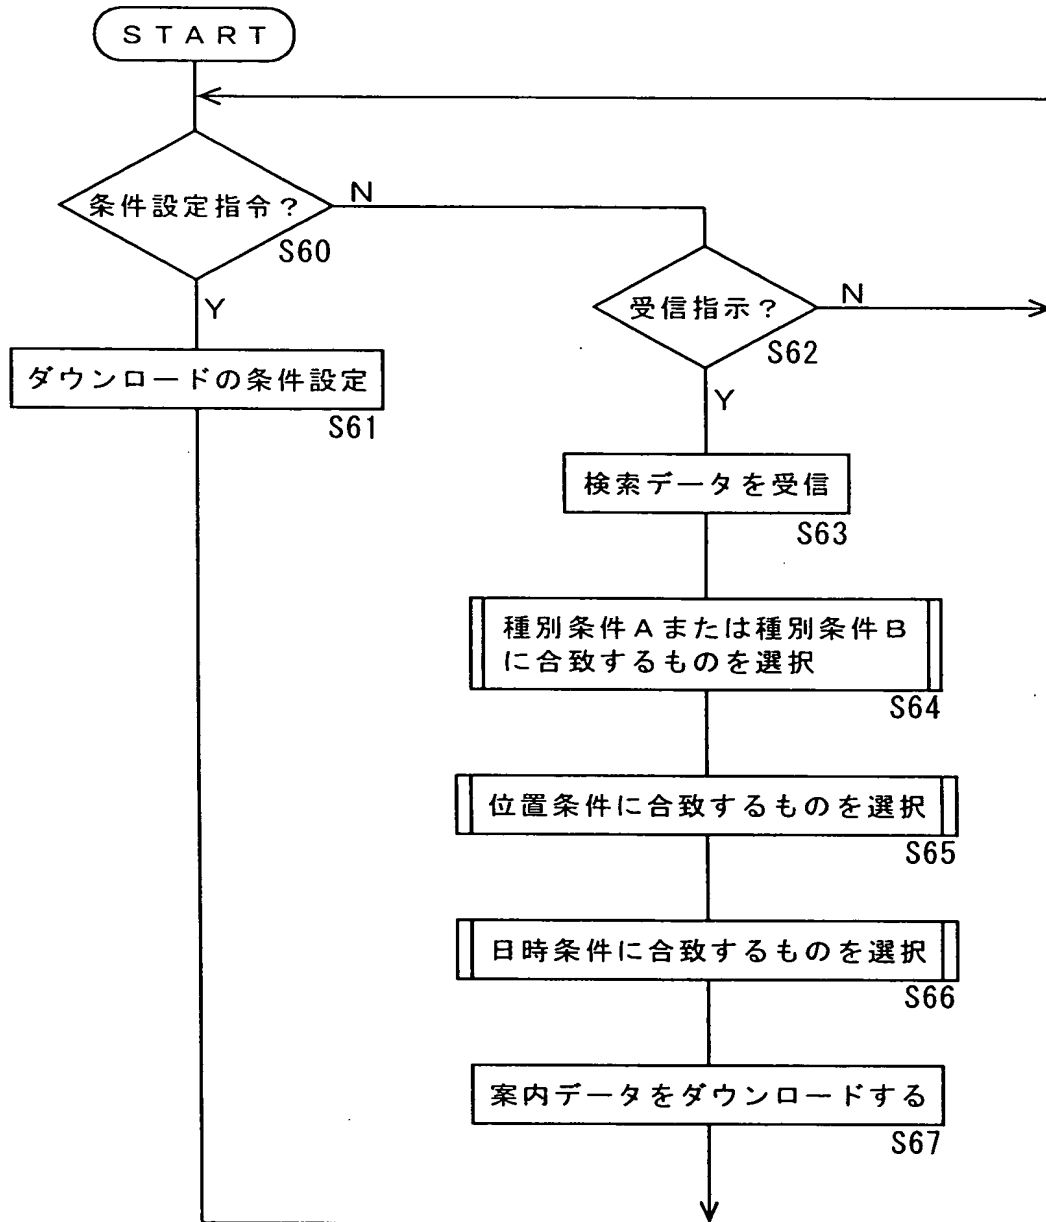 START
条件設定指令?
N
S60
Y
ダウンロードの条件設定
S61
受信指示?
N
S62
Y
検索データを受信
S63
種別条件Aまたは種別条件B
に合致するものを選択
S64
位置条件に合致するものを選択
S65
日時条件に合致するものを選択
S66
案内データをダウンロードする
S67